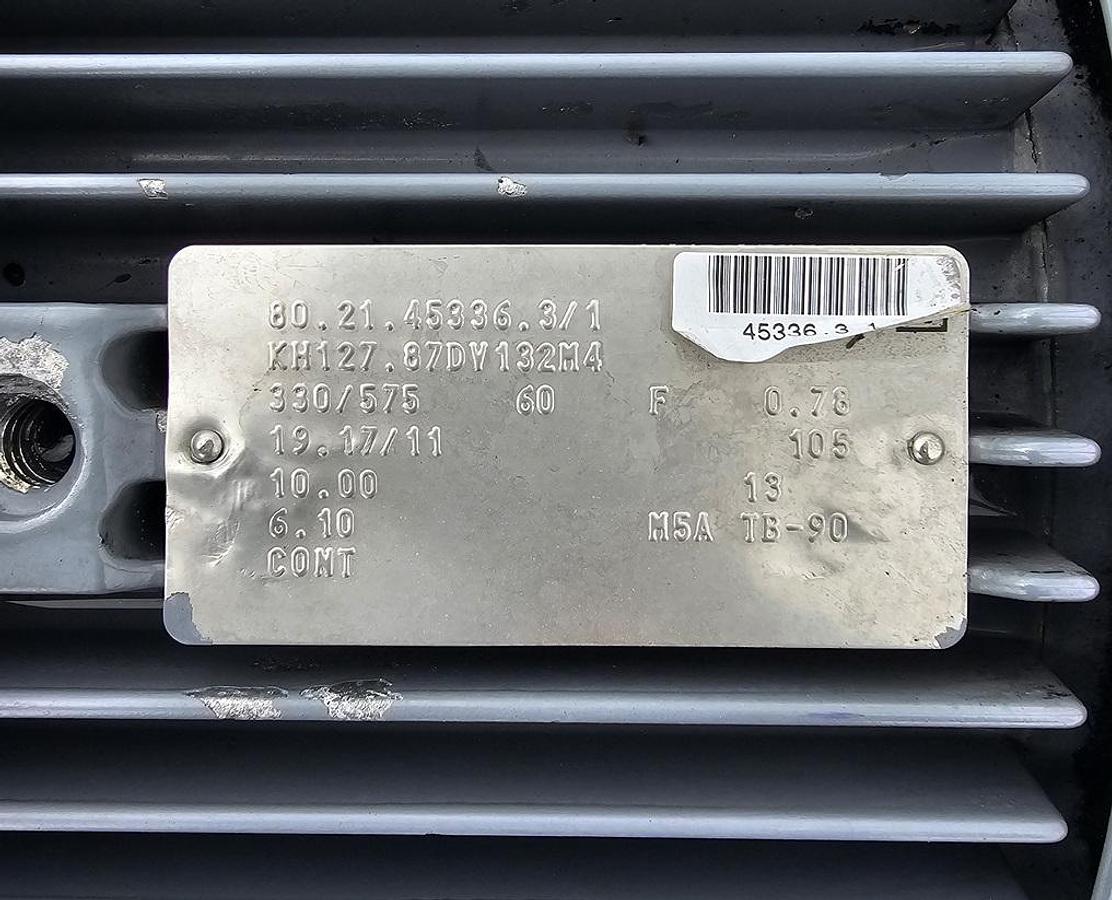 45336.3
80.21.45336.3/1
KH127.87DV132M4
330/575 60 F 0.78
19.17/11 105
10.00 13
6.10 M5A TB-90
CONT